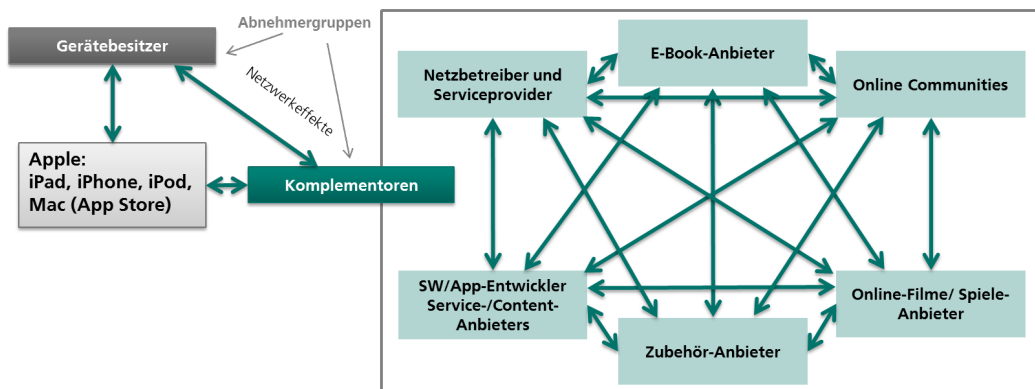 Abnehmergruppen
Gerätebesitzer
Netzwerkeffekte
Apple:
iPad, iPhone, iPod,
Mac (App Store)
Komplementoren
E-Book-Anbieter
Netzbetreiber und
Serviceprovider
Online Communities
SW/App-Entwickler
Service-/Content-
Anbieters
Online-Filme/ Spiele-
Anbieter
Zubehör-Anbieter